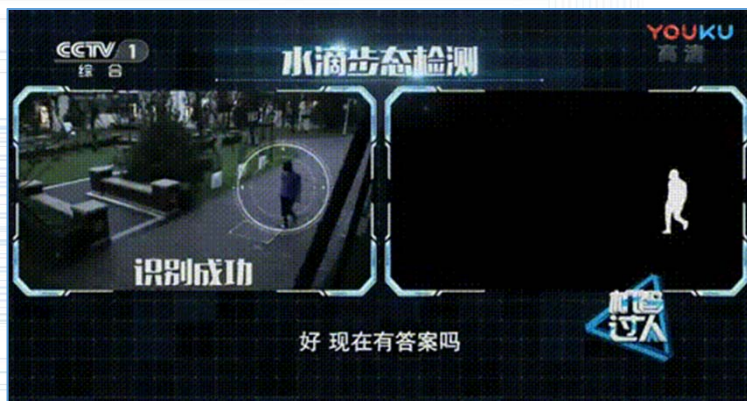 CCTV 1
综合
水滴步态检测
YOUKU
高清
识别成功
机智
过人
好 现在有答案吗